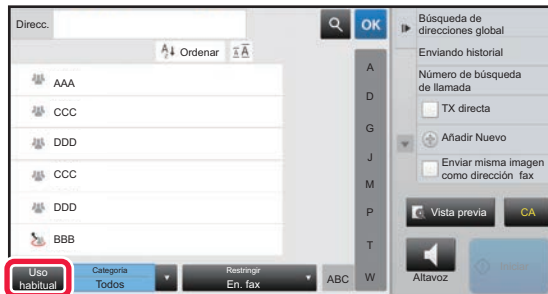 Direcc.
OK
Ordenar
AAA
CCC
DDD
CCC
DDD
BBB
A
D
G
J
M
P
T
W
Uso
habitual
Categoría
Todos
Restringir
En. fax
ABC
Búsqueda de
direcciones global
Enviando historial
Número de búsqueda
de llamada
TX directa
Añadir Nuevo
Enviar misma imagen
como dirección fax
Vista previa
CA
Altavoz